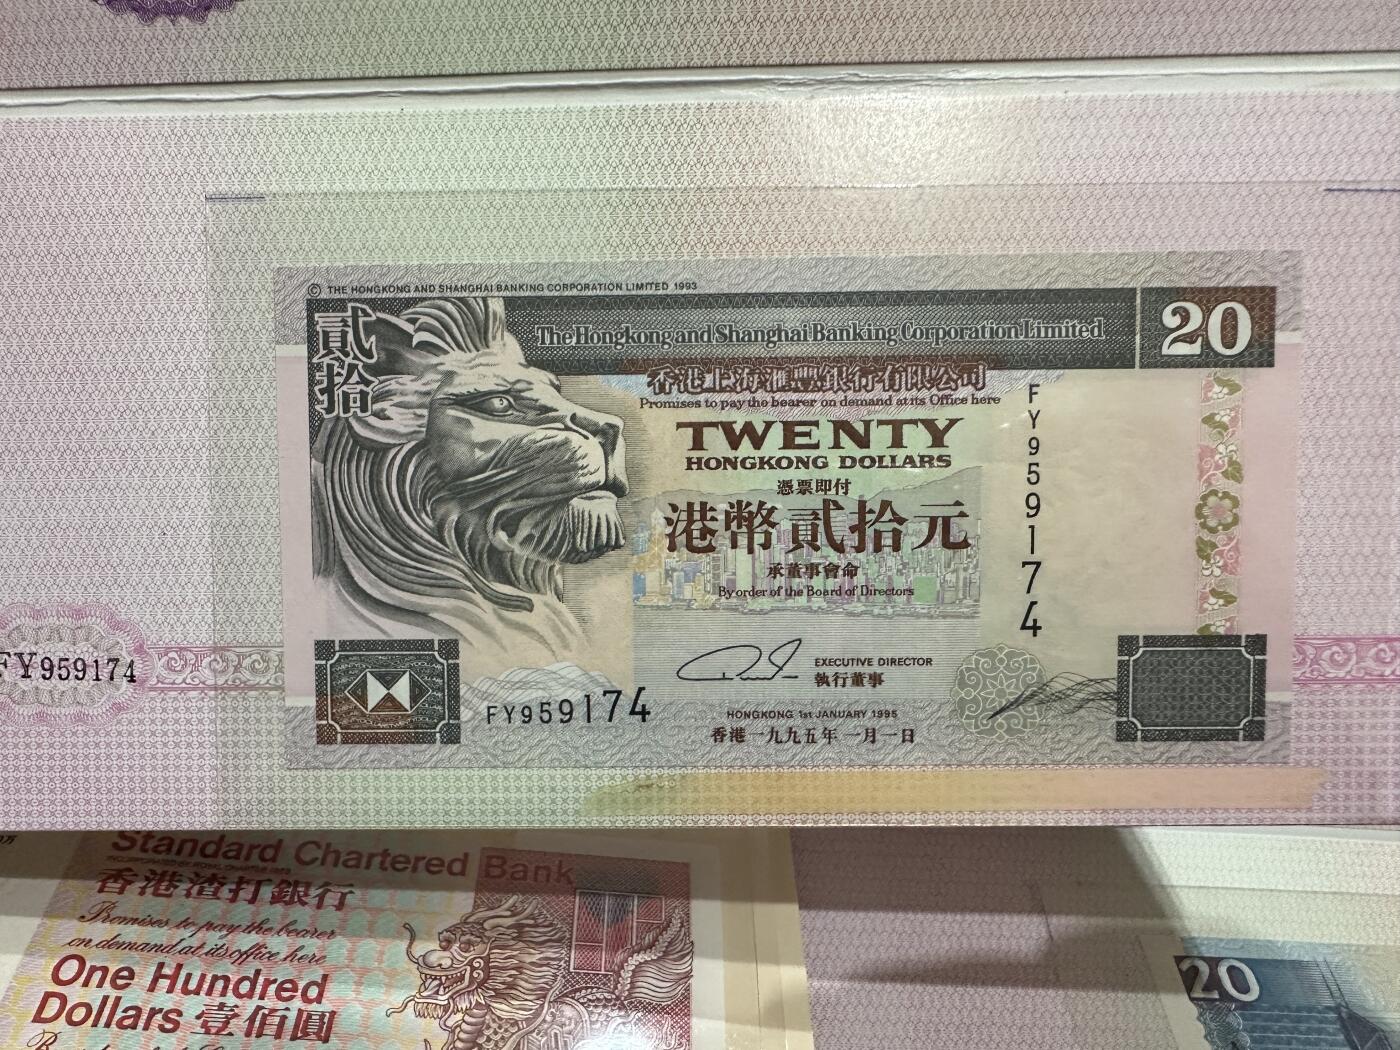 © THE HONGKONG AND SHANGHAI BANKING CORPORATION LIMITED 1993
貳拾
The Hongkong and Shanghai Banking Corporation Limited
20
香港上海滙豐銀行有限公司
Promises to pay the bearer on demand at its Office here
FY959174
TWENTY
HONGKONG DOLLARS
憑票即付
港幣貳拾元
承董事會命
By order of the Board of Directors
EXECUTIVE DIRECTOR
執行董事
FY959174
FY959174
HONGKONG 1st JANUARY 1995
香港一九九五年一月一日
Standard Chartered Bank
香港渣打銀行
Promises to pay the bearer
on demand at its office here
One Hundred
Dollars 壹佰圓
20